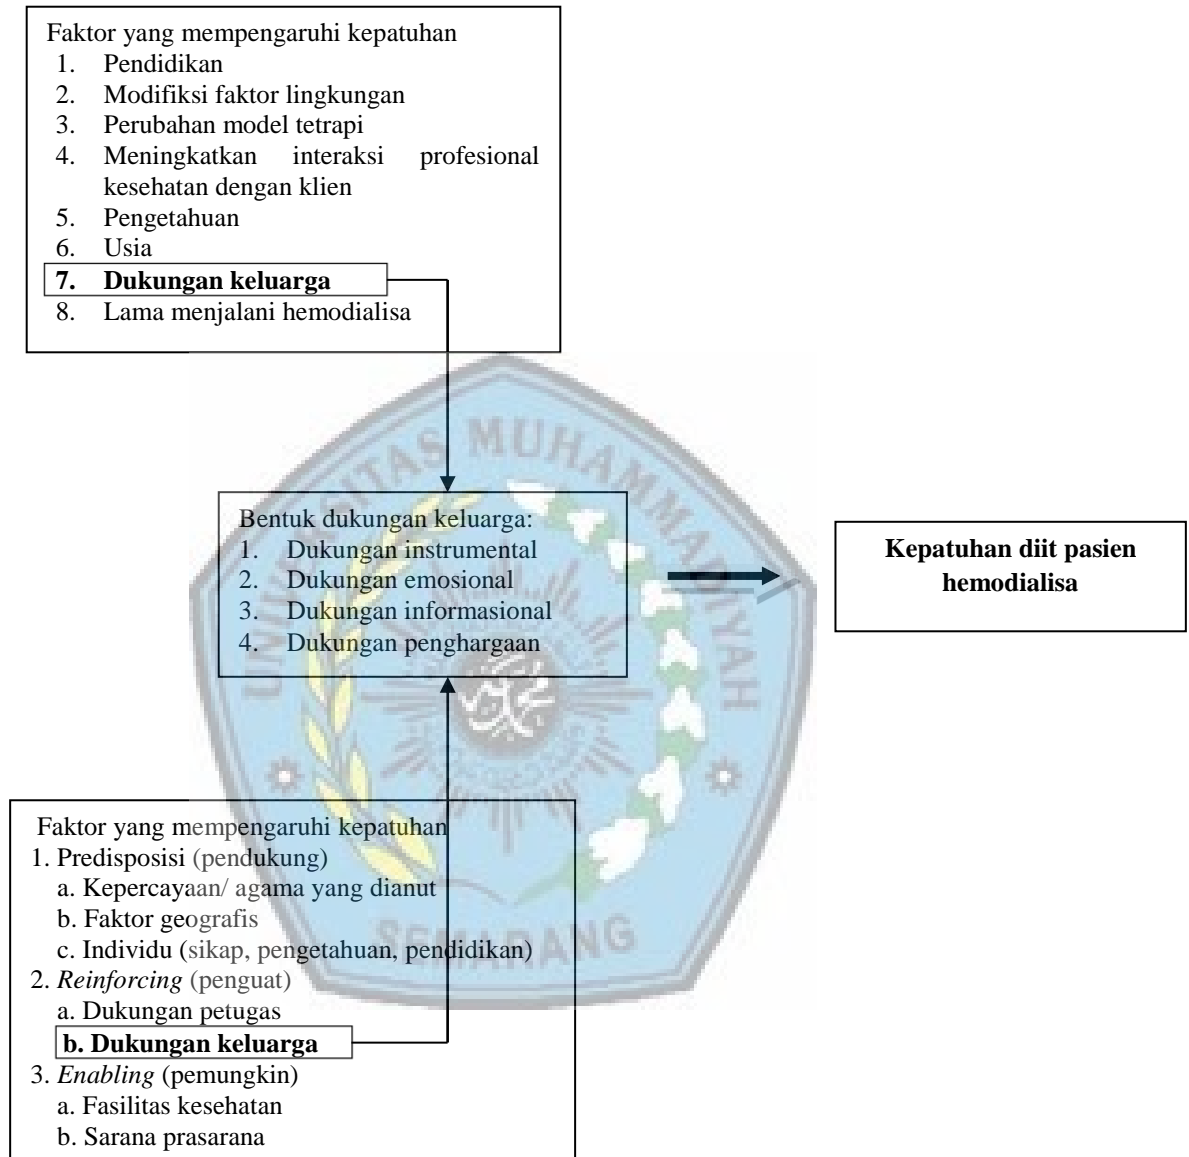 Faktor yang mempengaruhi kepatuhan
1. Pendidikan
2. Modifiksi faktor lingkungan
3. Perubahan model tetrapi
4. Meningkatkan interaksi profesional
kesehatan dengan klien
5. Pengetahuan
6. Usia
7. Dukungan keluarga
8. Lama menjalani hemodialisa
UNIVERSITAS MUHAMMADIYAH
Bentuk dukungan keluarga:
1. Dukungan instrumental
2. Dukungan emosional
3. Dukungan informasional
4. Dukungan penghargaan
Kepatuhan diit pasien
hemodialisa
Faktor yang mempengaruhi kepatuhan
1. Predisposisi (pendukung)
a. Kepercayaan/ agama yang dianut
b. Faktor geografis
c. Individu (sikap, pengetahuan, pendidikan)
SEMARANG
2. Reinforcing (penguat)
a. Dukungan petugas
b. Dukungan keluarga
3. Enabling (pemungkin)
a. Fasilitas kesehatan
b. Sarana prasarana